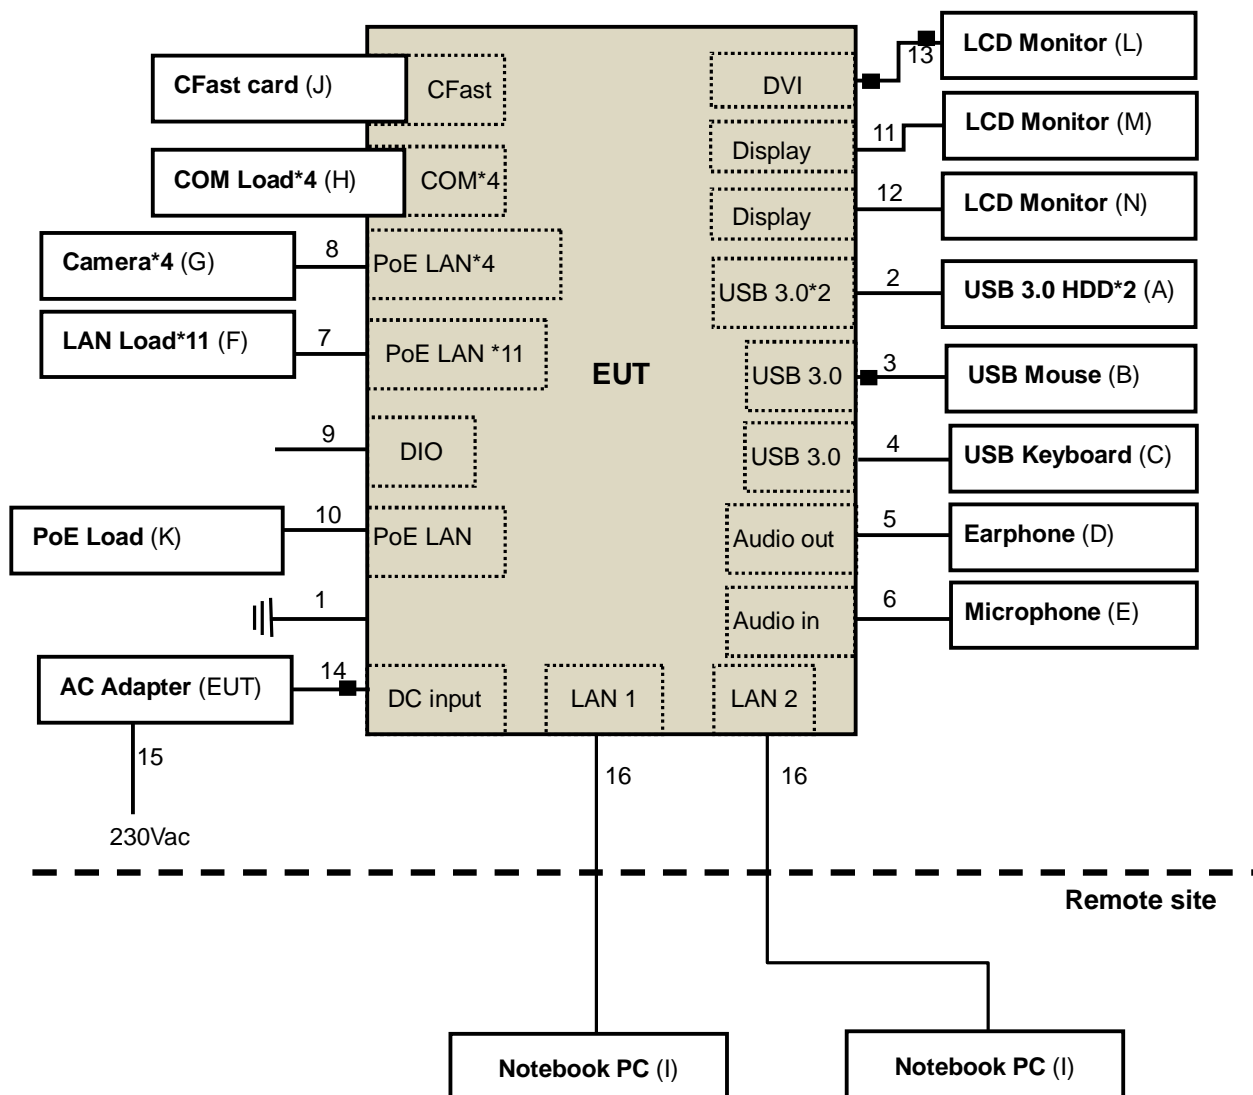 13
LCD Monitor (L)
CFast card (J)
CFast
DVI
11
LCD Monitor (M)
Display
COM Load*4 (H)
COM*4
12
LCD Monitor (N)
Display
Camera*4 (G)
8
PoE LAN*4
USB 3.0*2
2
USB 3.0 HDD*2 (A)
LAN Load*11 (F)
7
PoE LAN *11
EUT
USB 3.0
3
USB Mouse (B)
9
DIO
USB 3.0
4
USB Keyboard (C)
PoE Load (K)
10
PoE LAN
Audio out
5
Earphone (D)
1
Audio in
6
Microphone (E)
AC Adapter (EUT)
14
DC input
LAN 1
LAN 2
15
16
16
230Vac
Remote site
Notebook PC (I)
Notebook PC (I)